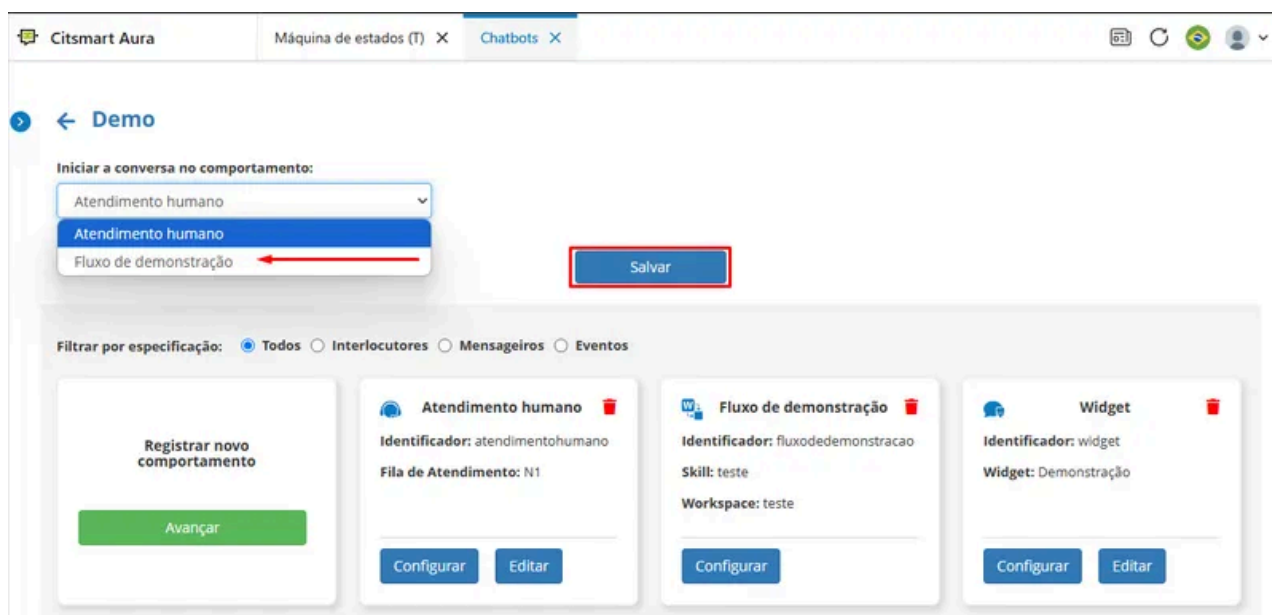 Citsmart Aura
Máquina de estados (T)
Chatbots
Demo
Iniciar a conversa no comportamento:
Atendimento humano
Atendimento humano
Fluxo de demonstração
Salvar
Filtrar por especificação: Todos Interlocutores Mensageiros Eventos
Registrar novo
comportamento
Avançar
Atendimento humano
Identificador: atendimentohumano
Fila de Atendimento: N1
Configurar Editar
Fluxo de demonstração
Identificador: fluxodedemonstracao
Skill: teste
Workspace: teste
Configurar
Widget
Identificador: widget
Widget: Demonstração
Configurar Editar